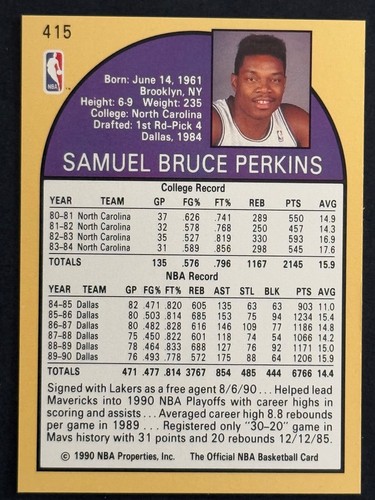 415
NBA
Born: June 14, 1961
Brooklyn, NY
Height: 6-9 Weight: 235
College: North Carolina
Drafted: 1st Rd-Pick 4
Dallas, 1984
SAMUEL BRUCE PERKINS
College Record
YEAR TEAM GP FG% FT% REB PTS AVG
80–81 North Carolina 37 .626 .741 289 550 14.9
81–82 North Carolina 32 .578 .768 250 457 14.3
82–83 North Carolina 35 .527 .819 330 593 16.9
83–84 North Carolina 31 .589 .856 298 545 17.6
TOTALS 135 .576 .796 1167 2145 15.9
NBA Record
YEAR TEAM GP FG% FT% REB AST STL BLK PTS AVG
84–85 Dallas 82 .471 .820 605 135 63 63 903 11.0
85–86 Dallas 80 .503 .814 685 153 75 94 1234 15.4
86–87 Dallas 80 .482 .828 616 146 109 77 1186 14.8
87–88 Dallas 75 .450 .822 601 118 74 54 1066 14.2
88–89 Dallas 78 .464 .833 688 127 76 92 1171 15.0
89–90 Dallas 76 .493 .778 572 175 88 64 1206 15.9
TOTALS 471 .477 .814 3767 854 485 444 6766 14.4
Signed with Lakers as a free agent 8/6/90 . . . Helped lead
Mavericks into 1990 NBA Playoffs with career highs in
scoring and assists . . . Averaged career high 8.8 rebounds
per game in 1989 . . . Registered only "30–20" game in
Mavs history with 31 points and 20 rebounds 12/12/85.
© 1990 NBA Properties, Inc. The Official NBA Basketball Card